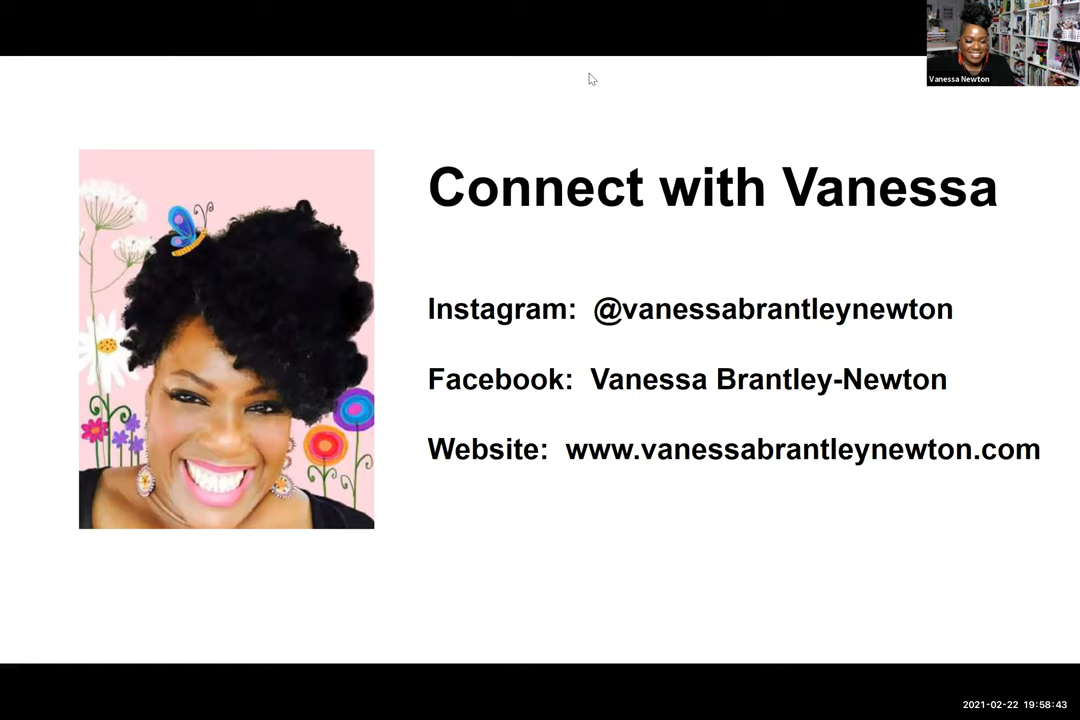 Vanessa Newton
Connect with Vanessa
Instagram: @vanessabrantleynewton
Facebook: Vanessa Brantley-Newton
Website: www.vanessabrantleynewton.com
2021-02-22 19:58:43